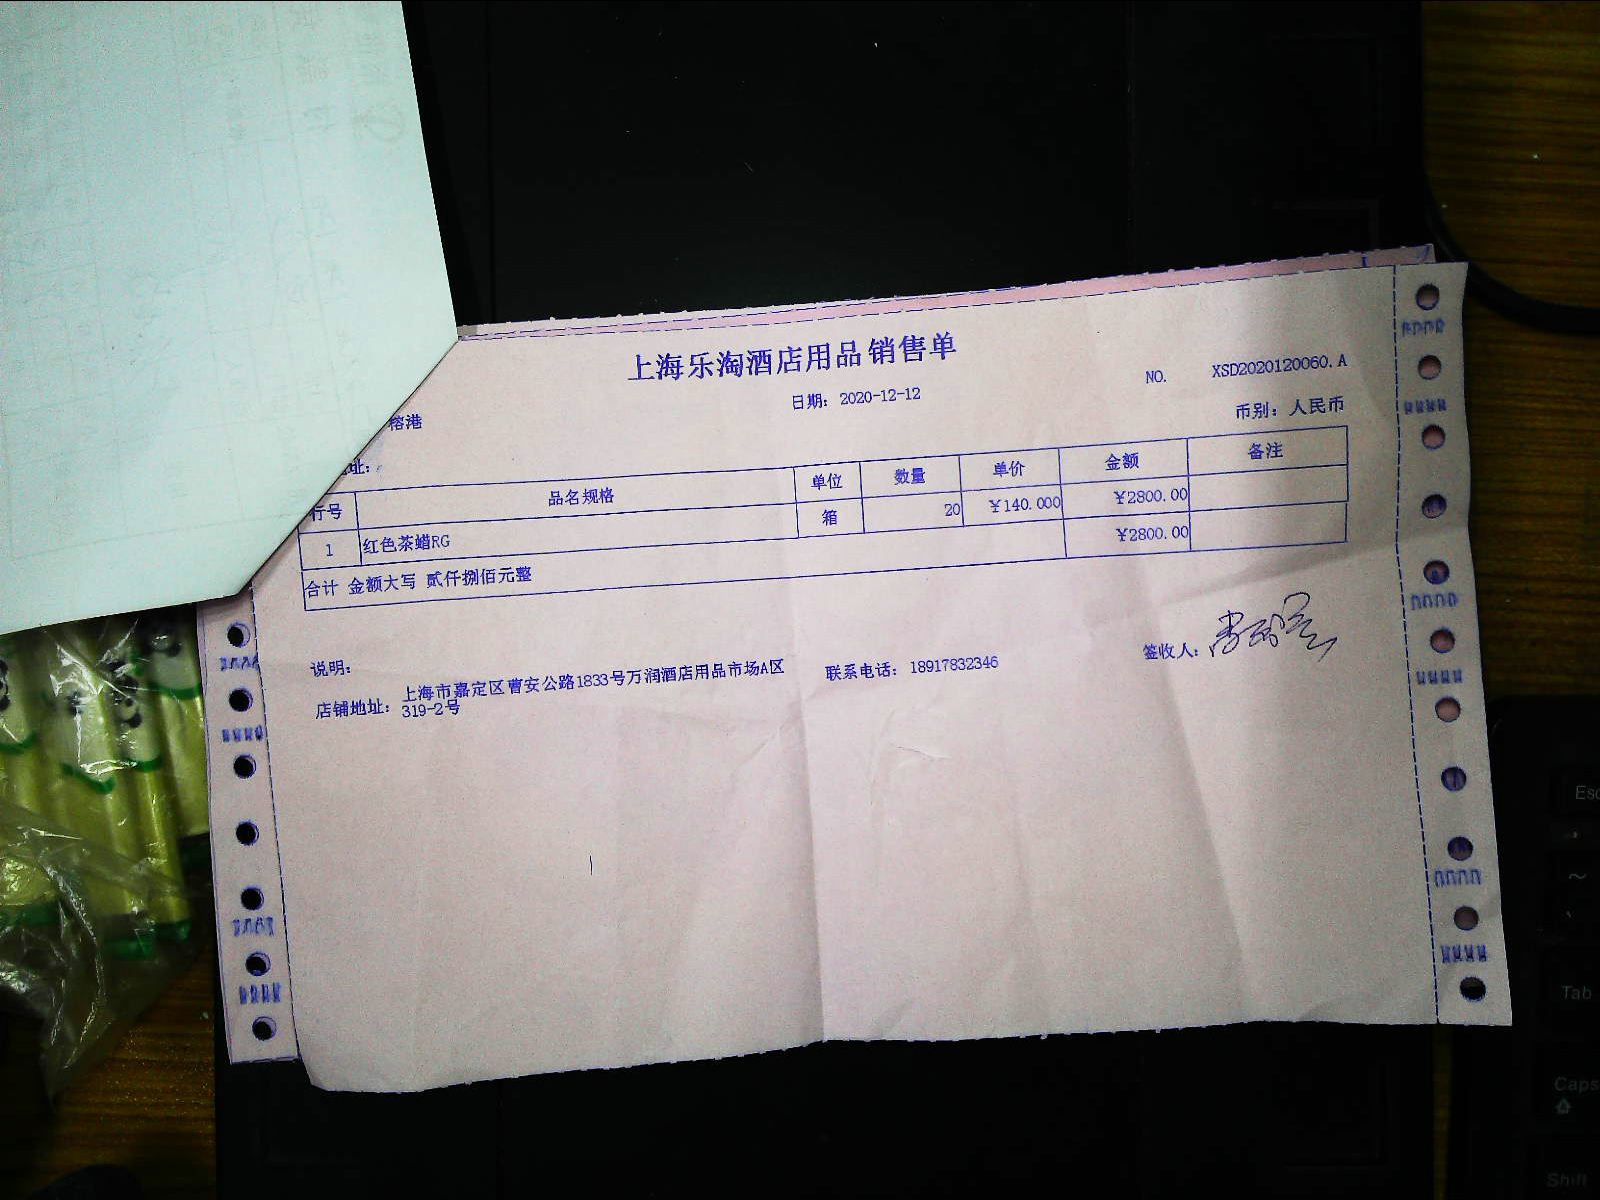 上海乐淘酒店用品销售单
日期: 2020-12-12
NO. XSD2020120060.A
榕港
币别: 人民币
址:
行号 品名规格 单位 数量 单价 金额 备注
1 红色茶蜡RG 箱 20 ¥140.000 ¥2800.00
合计 金额大写 贰仟捌佰元整 ¥2800.00
说明:
店铺地址: 上海市嘉定区曹安公路1833号万润酒店用品市场A区
319-2号
联系电话: 18917832346
签收人:
Esc
~
Tab
Caps
Shift